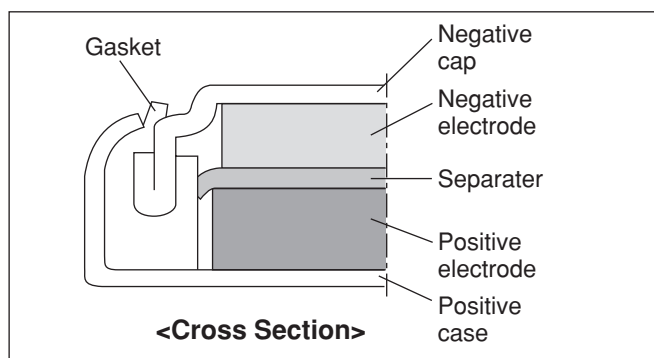 Gasket
Negative
cap
Negative
electrode
Separater
Positive
electrode
Positive
case
<Cross Section>